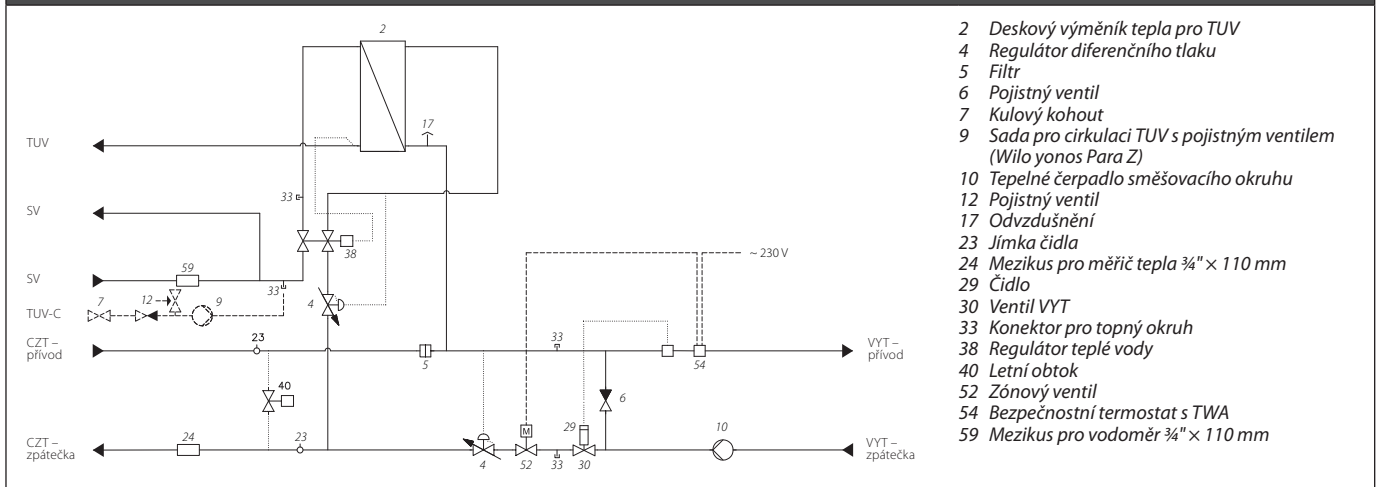 2
17
TUV
33
SV
38
59
SV
33
~ 230 V
7
12
9
4
TUV-C
CZT –
přívod
23
5
33
54
VYT –
přívod
40
6
29
M
10
CZT –
zpátečka
24
23
4
52
33
30
VYT –
zpátečka
2 Deskový výměník tepla pro TUV
4 Regulátor diferenčního tlaku
5 Filtr
6 Pojistný ventil
7 Kulový kohout
9 Sada pro cirkulaci TUV s pojistným ventilem
(Wilo yonos Para Z)
10 Tepelné čerpadlo směšovacího okruhu
12 Pojistný ventil
17 Odvzdušnění
23 Jímka čidla
24 Mezikus pro měřič tepla ¾" × 110 mm
29 Čidlo
30 Ventil VYT
33 Konektor pro topný okruh
38 Regulátor teplé vody
40 Letní obtok
52 Zónový ventil
54 Bezpečnostní termostat s TWA
59 Mezikus pro vodoměr ¾" × 110 mm